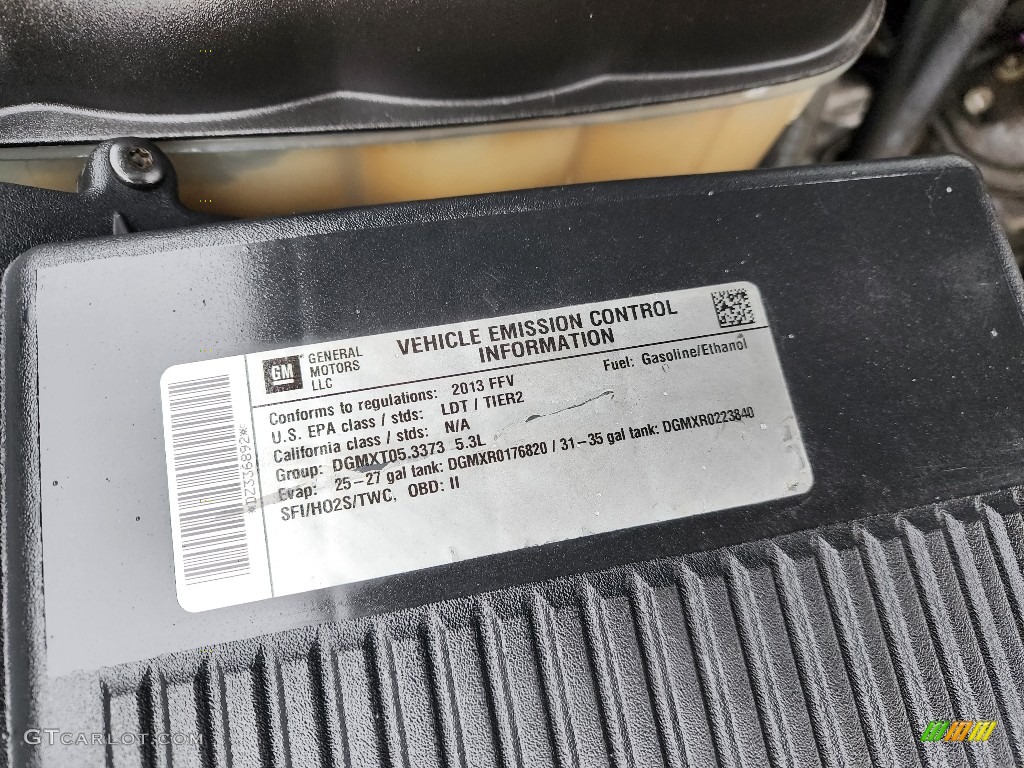 GM GENERAL
MOTORS
LLC
VEHICLE EMISSION CONTROL
INFORMATION
Conforms to regulations: 2013 FFV
Fuel: Gasoline/Ethanol
U.S. EPA class / stds: LDT / TIER2
California class / stds: N/A
Group: DGMXT05.3373 5.3L
Evap: 25-27 gal tank: DGMXR0176820 / 31-35 gal tank: DGMXR0223840
SFI/HO2S/TWC, OBD: II
GTCARLOT.COM